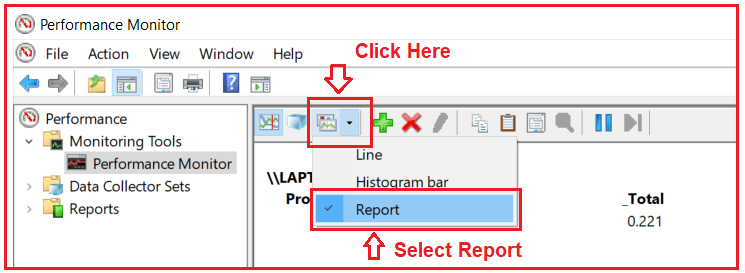 Performance Monitor
File Action View Window Help
Click Here
Performance
Monitoring Tools
Performance Monitor
Data Collector Sets
Reports
Line
Histogram bar
Report
\\LAPT
Pro
_Total
0.221
Select Report